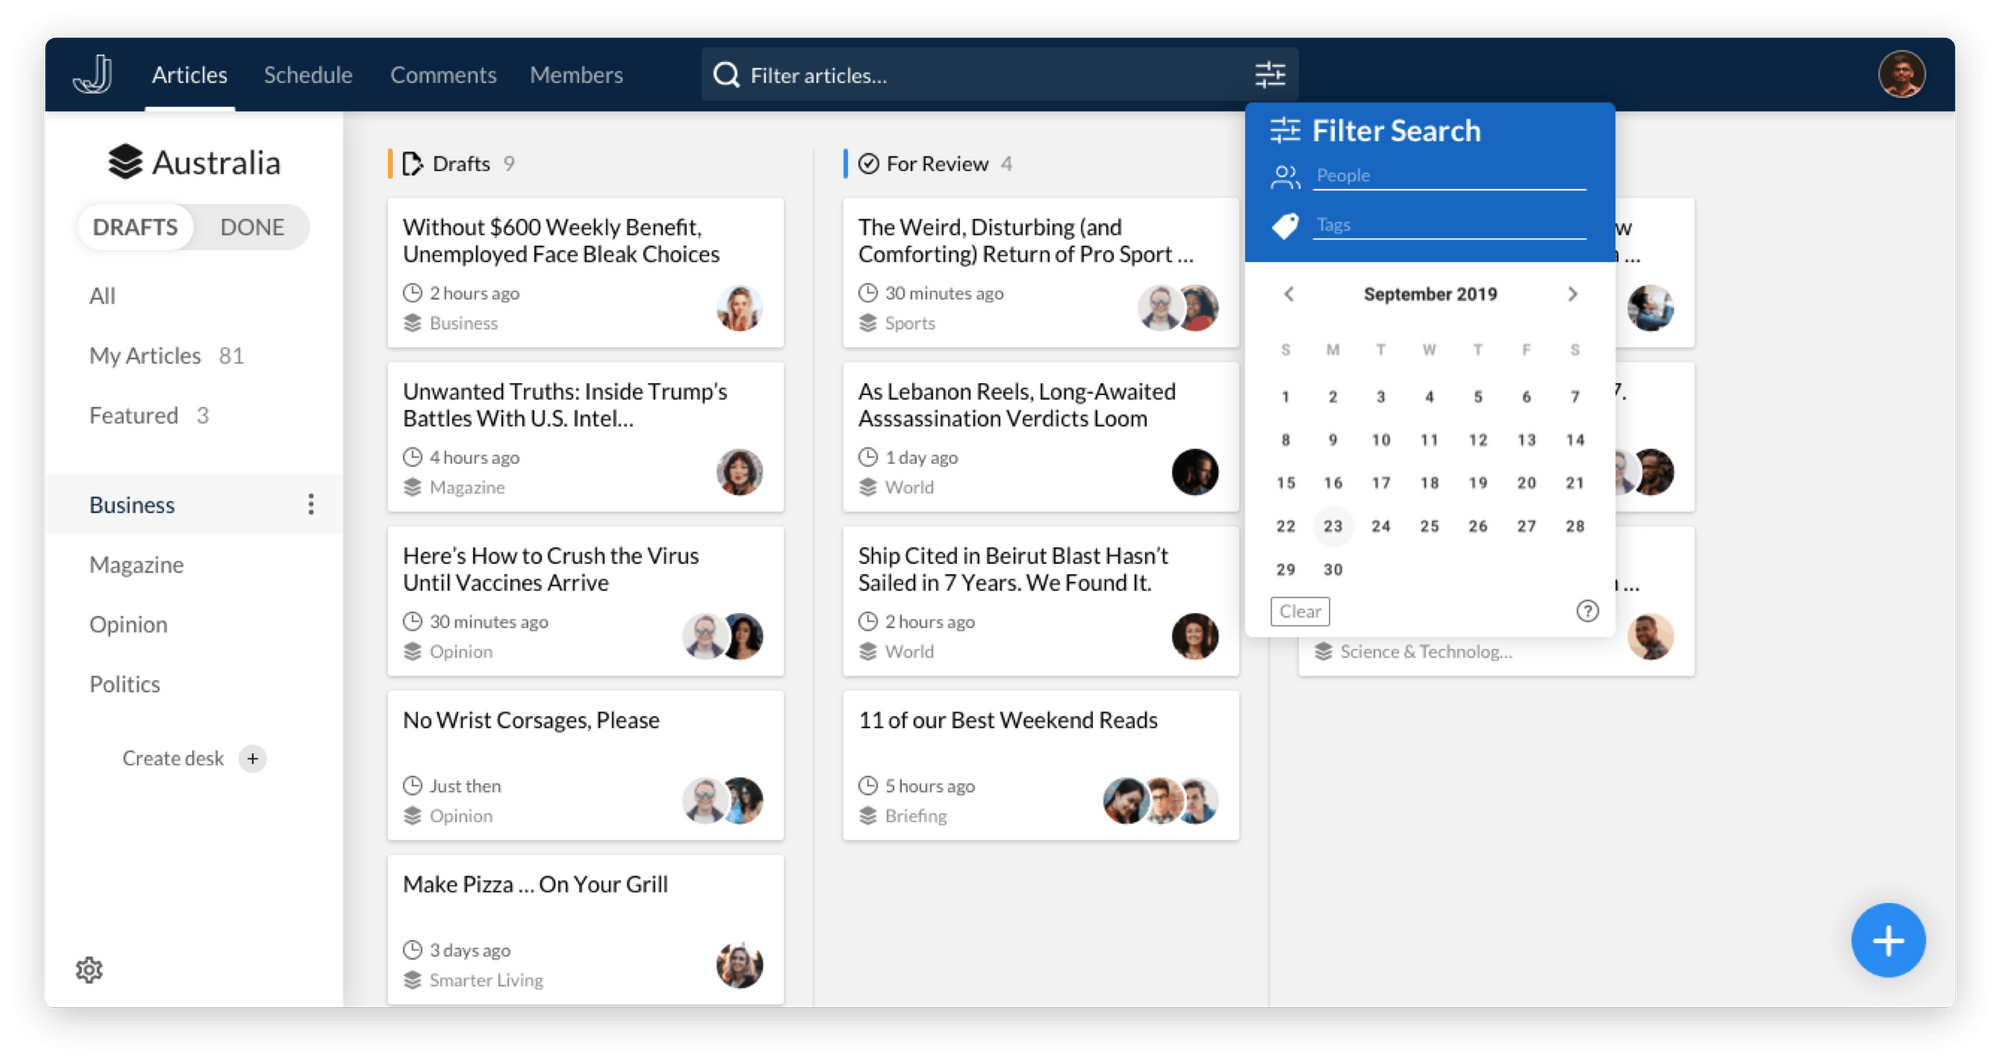 Articles
Schedule
Comments
Members
Filter articles...
Australia
DRAFTS
DONE
All
My Articles 81
Featured 3
Business
Magazine
Opinion
Politics
Create desk +
Drafts 9
Without $600 Weekly Benefit,
Unemployed Face Bleak Choices
2 hours ago
Business
Unwanted Truths: Inside Trump’s
Battles With U.S. Intel...
4 hours ago
Magazine
Here’s How to Crush the Virus
Until Vaccines Arrive
30 minutes ago
Opinion
No Wrist Corsages, Please
Just then
Opinion
Make Pizza ... On Your Grill
3 days ago
Smarter Living
For Review 4
The Weird, Disturbing (and
Comforting) Return of Pro Sport ...
30 minutes ago
Sports
As Lebanon Reels, Long-Awaited
Asssassination Verdicts Loom
1 day ago
World
Ship Cited in Beirut Blast Hasn’t
Sailed in 7 Years. We Found It.
2 hours ago
World
11 of our Best Weekend Reads
5 hours ago
Briefing
Filter Search
People
Tags
September 2019
S M T W T F S
1 2 3 4 5 6 7
8 9 10 11 12 13 14
15 16 17 18 19 20 21
22 23 24 25 26 27 28
29 30
Clear
?
Science & Technolog...
+